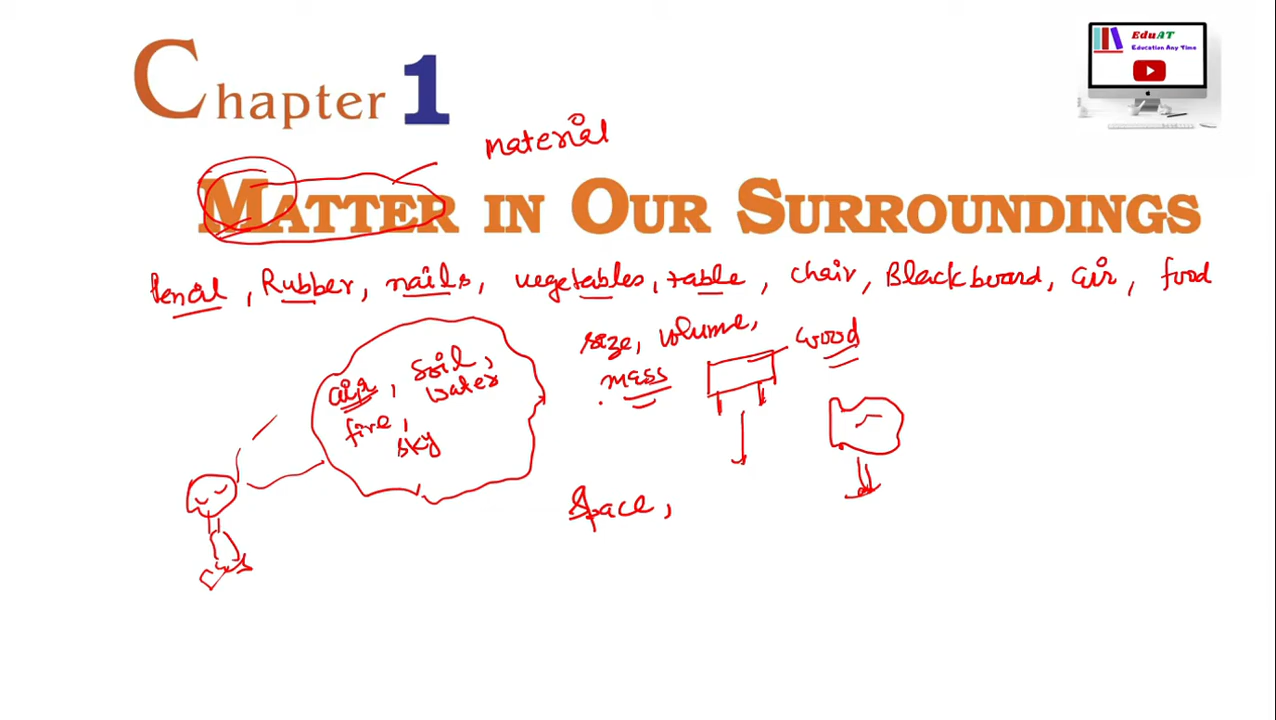 EduAT
Education Any Time
Chapter 1
Material
MATTER IN OUR SURROUNDINGS
Pencil, Rubber, nails, vegetables, table, chair, Blackboard, air, food
size, volume, wood
mass
air, soil,
water
fire,
sky
Space,